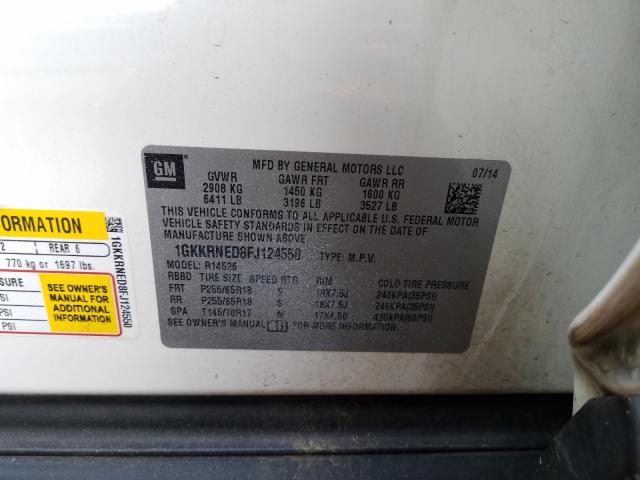 GM
MFD BY GENERAL MOTORS LLC
07/14
GVWR GAWR FRT GAWR RR
2908 KG 1450 KG 1600 KG
6411 LB 3196 LB 3527 LB
THIS VEHICLE CONFORMS TO ALL APPLICABLE U.S. FEDERAL MOTOR
VEHICLE SAFETY STANDARDS IN EFFECT ON THE DATE OF
MANUFACTURE SHOWN ABOVE
1GKKRNED8FJ124550 TYPE: M.P.V.
MODEL: R14526
RBBD TIRE SIZE SPEED RTG RIM COLD TIRE PRESSURE
FRT P255/65R18 S 18X7.5J 240KPA(35PSI)
RR P255/65R18 S 18X7.5J 240KPA(35PSI)
SPA T145/70R17 M 17X4.5B 420KPA(60PSI)
SEE OWNER'S MANUAL FOR MORE INFORMATION
FORMATION
2 REAR 6
770 kg or 1697 lbs.
PSI
PSI
PSI
SEE OWNER'S
MANUAL FOR
ADDITIONAL
INFORMATION
1GKKRNED8FJ124550